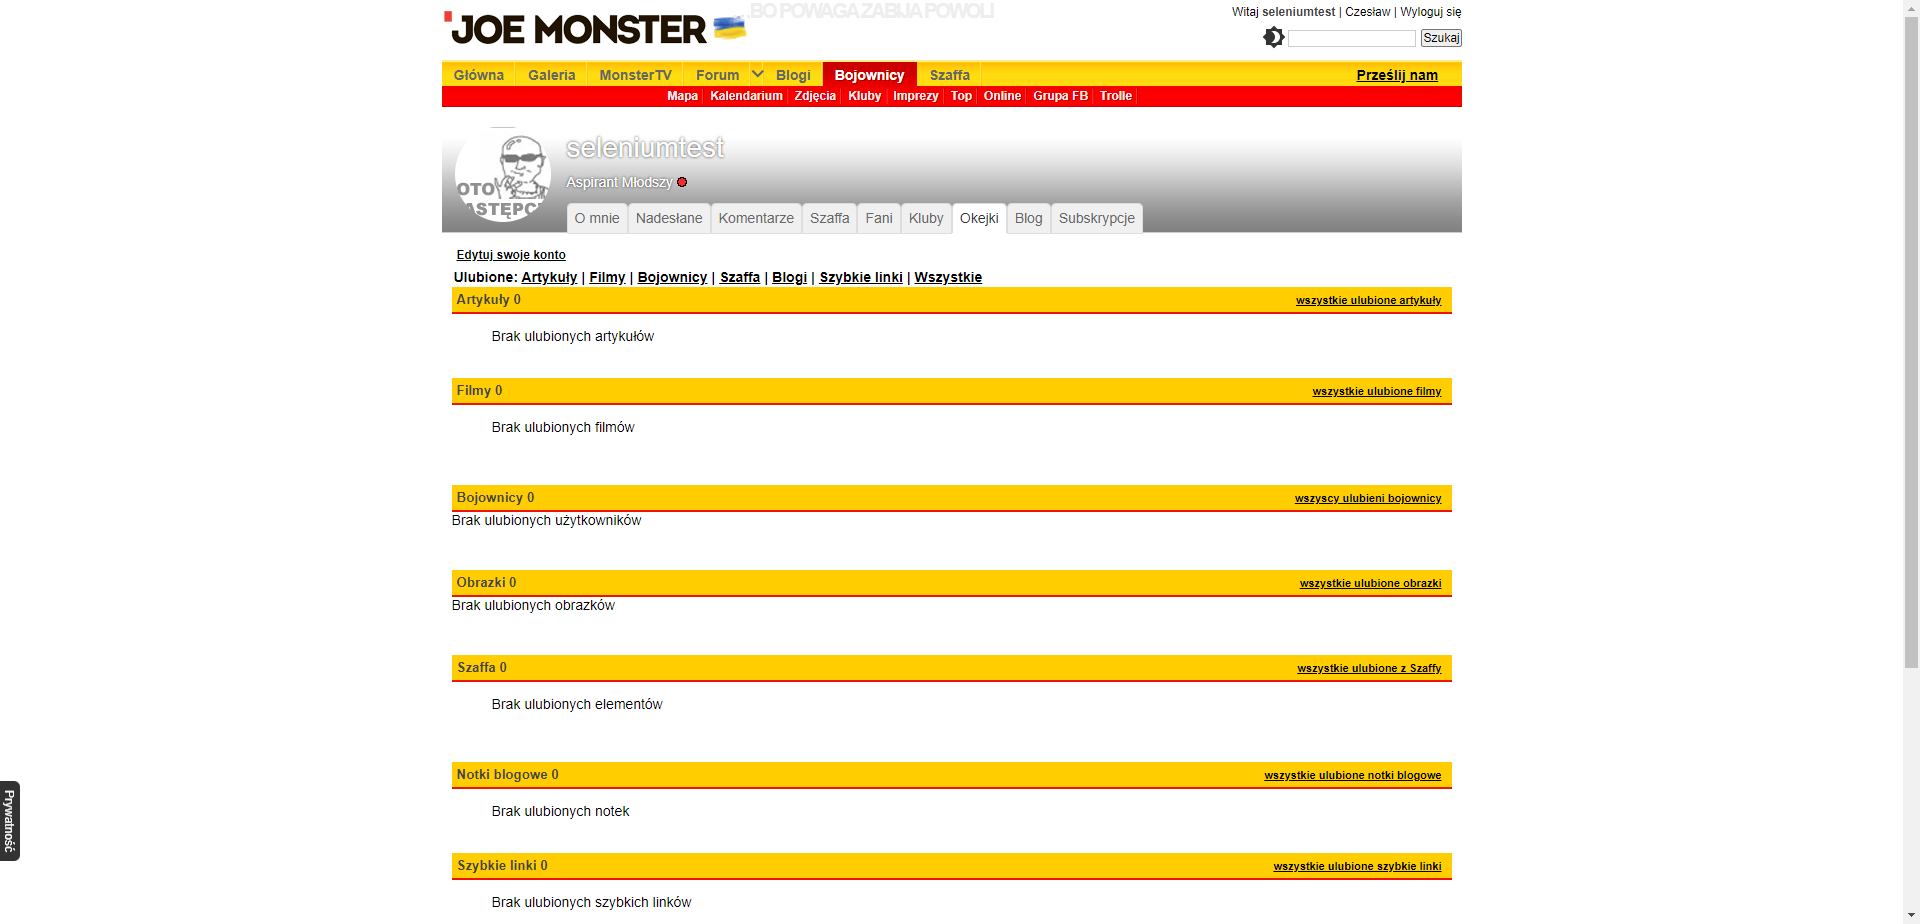 JOE MONSTER
BO POWAGA ZABIJA POWOLI
Witaj seleniumtest | Czesław | Wyloguj się
Szukaj
Główna Galeria MonsterTV Forum Blogi Bojownicy Szaffa Prześlij nam
Mapa Kalendarium Zdjęcia Kluby Imprezy Top Online Grupa FB Trolle
seleniumtest
Aspirant Młodszy
OTO
ASTĘPC
O mnie Nadesłane Komentarze Szaffa Fani Kluby Okejki Blog Subskrypcje
Edytuj swoje konto
Ulubione: Artykuły | Filmy | Bojownicy | Szaffa | Blogi | Szybkie linki | Wszystkie
Artykuły 0 wszystkie ulubione artykuły
Brak ulubionych artykułów
Filmy 0 wszystkie ulubione filmy
Brak ulubionych filmów
Bojownicy 0 wszyscy ulubieni bojownicy
Brak ulubionych użytkowników
Obrazki 0 wszystkie ulubione obrazki
Brak ulubionych obrazków
Szaffa 0 wszystkie ulubione z Szaffy
Brak ulubionych elementów
Notki blogowe 0 wszystkie ulubione notki blogowe
Brak ulubionych notek
Szybkie linki 0 wszystkie ulubione szybkie linki
Brak ulubionych szybkich linków
Prywatność